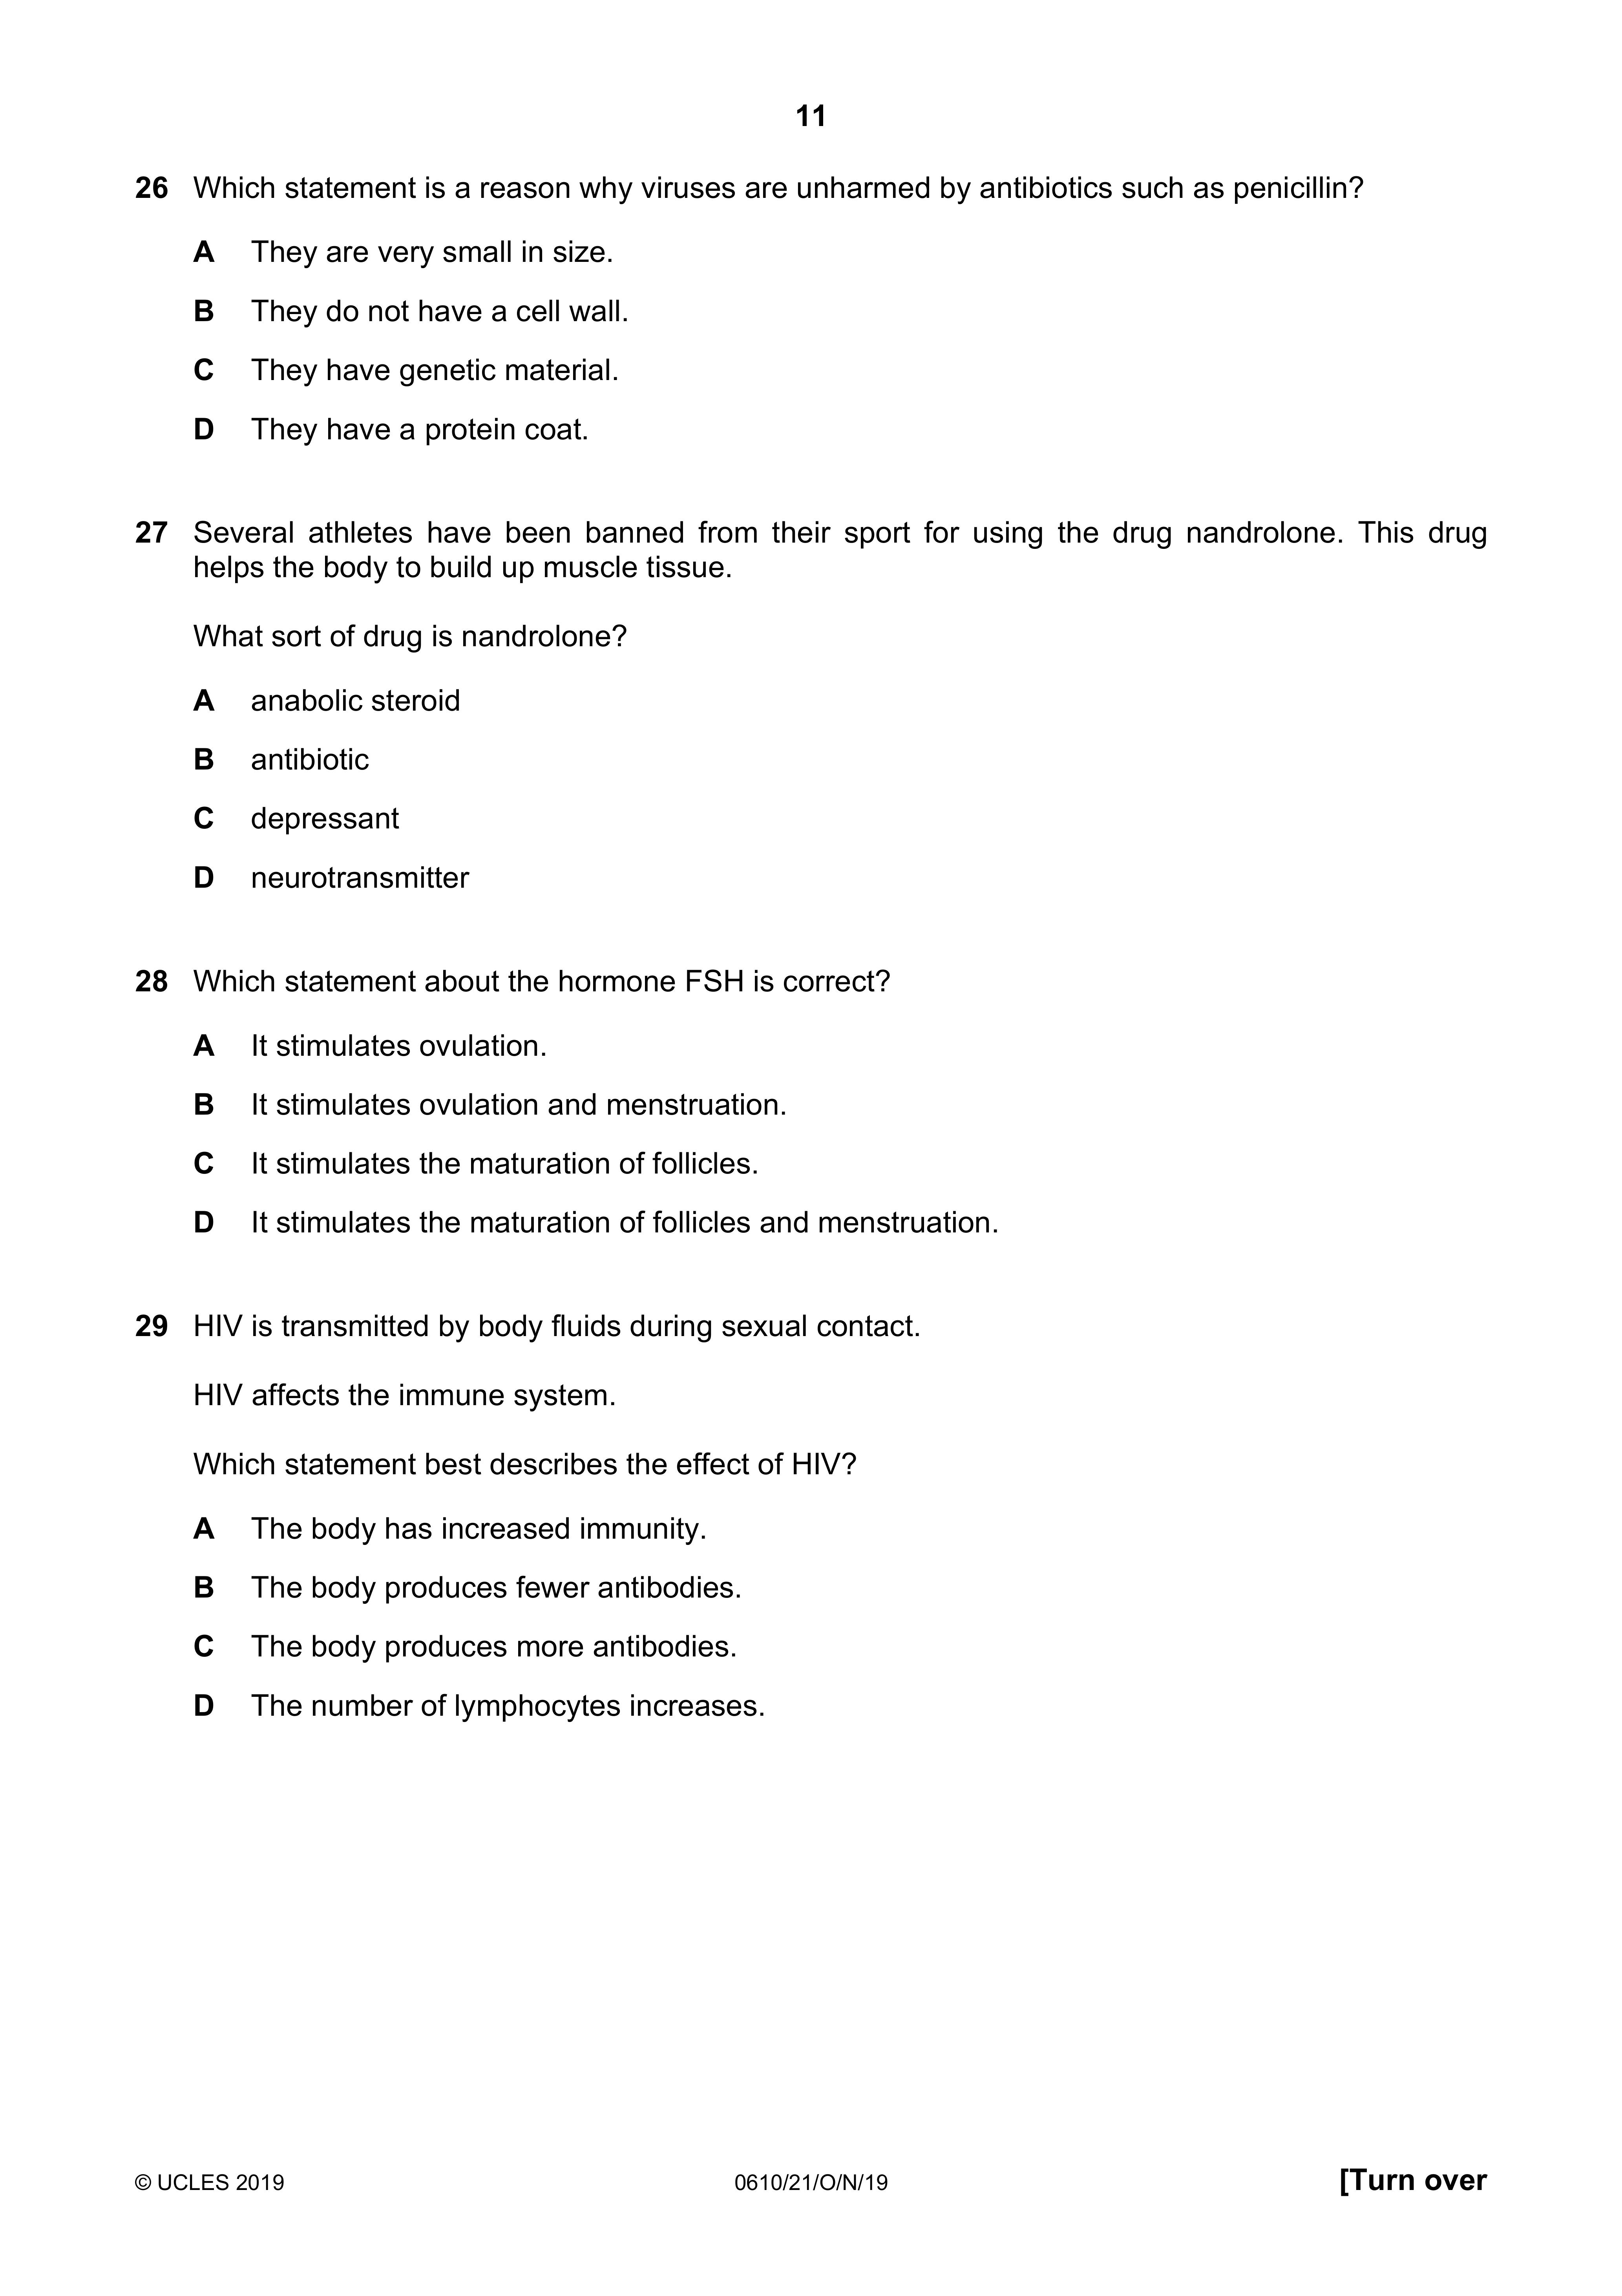 11
26 Which statement is a reason why viruses are unharmed by antibiotics such as penicillin?
A They are very small in size.
B They do not have a cell wall.
C They have genetic material.
D They have a protein coat.
27 Several athletes have been banned from their sport for using the drug nandrolone. This drug
helps the body to build up muscle tissue.
What sort of drug is nandrolone?
A anabolic steroid
B antibiotic
C depressant
D neurotransmitter
28 Which statement about the hormone FSH is correct?
A It stimulates ovulation.
B It stimulates ovulation and menstruation.
C It stimulates the maturation of follicles.
D It stimulates the maturation of follicles and menstruation.
29 HIV is transmitted by body fluids during sexual contact.
HIV affects the immune system.
Which statement best describes the effect of HIV?
A The body has increased immunity.
B The body produces fewer antibodies.
C The body produces more antibodies.
D The number of lymphocytes increases.
© UCLES 2019 0610/21/O/N/19 [Turn over